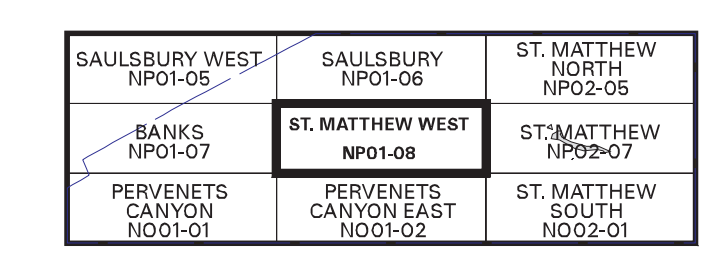 SAULSBURY WEST
NP01-05
SAULSBURY
NP01-06
ST. MATTHEW
NORTH
NP02-05
BANKS
NP01-07
ST. MATTHEW WEST
NP01-08
ST. MATTHEW
NP02-07
PERVENETS
CANYON
NO01-01
PERVENETS
CANYON EAST
NO01-02
ST. MATTHEW
SOUTH
NO02-01